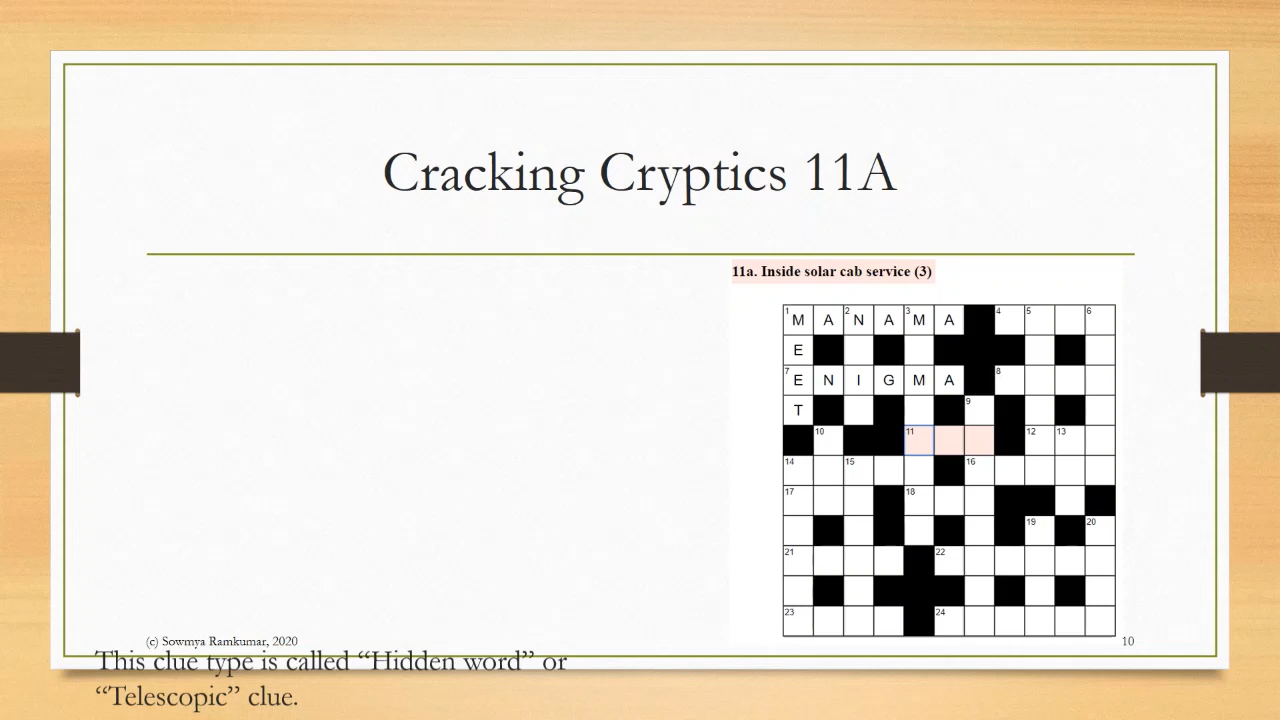 Cracking Cryptics 11A
11a. Inside solar cab service (3)
1 M A 2 N A 3 M A 4 5 6
E
7 E N I G M A 8
T 9
10 11 12 13
14 15 16
17 18
19 20
21 22
23 24
(c) Sowmya Ramkumar, 2020
10
This clue type is called “Hidden word” or
“Telescopic” clue.